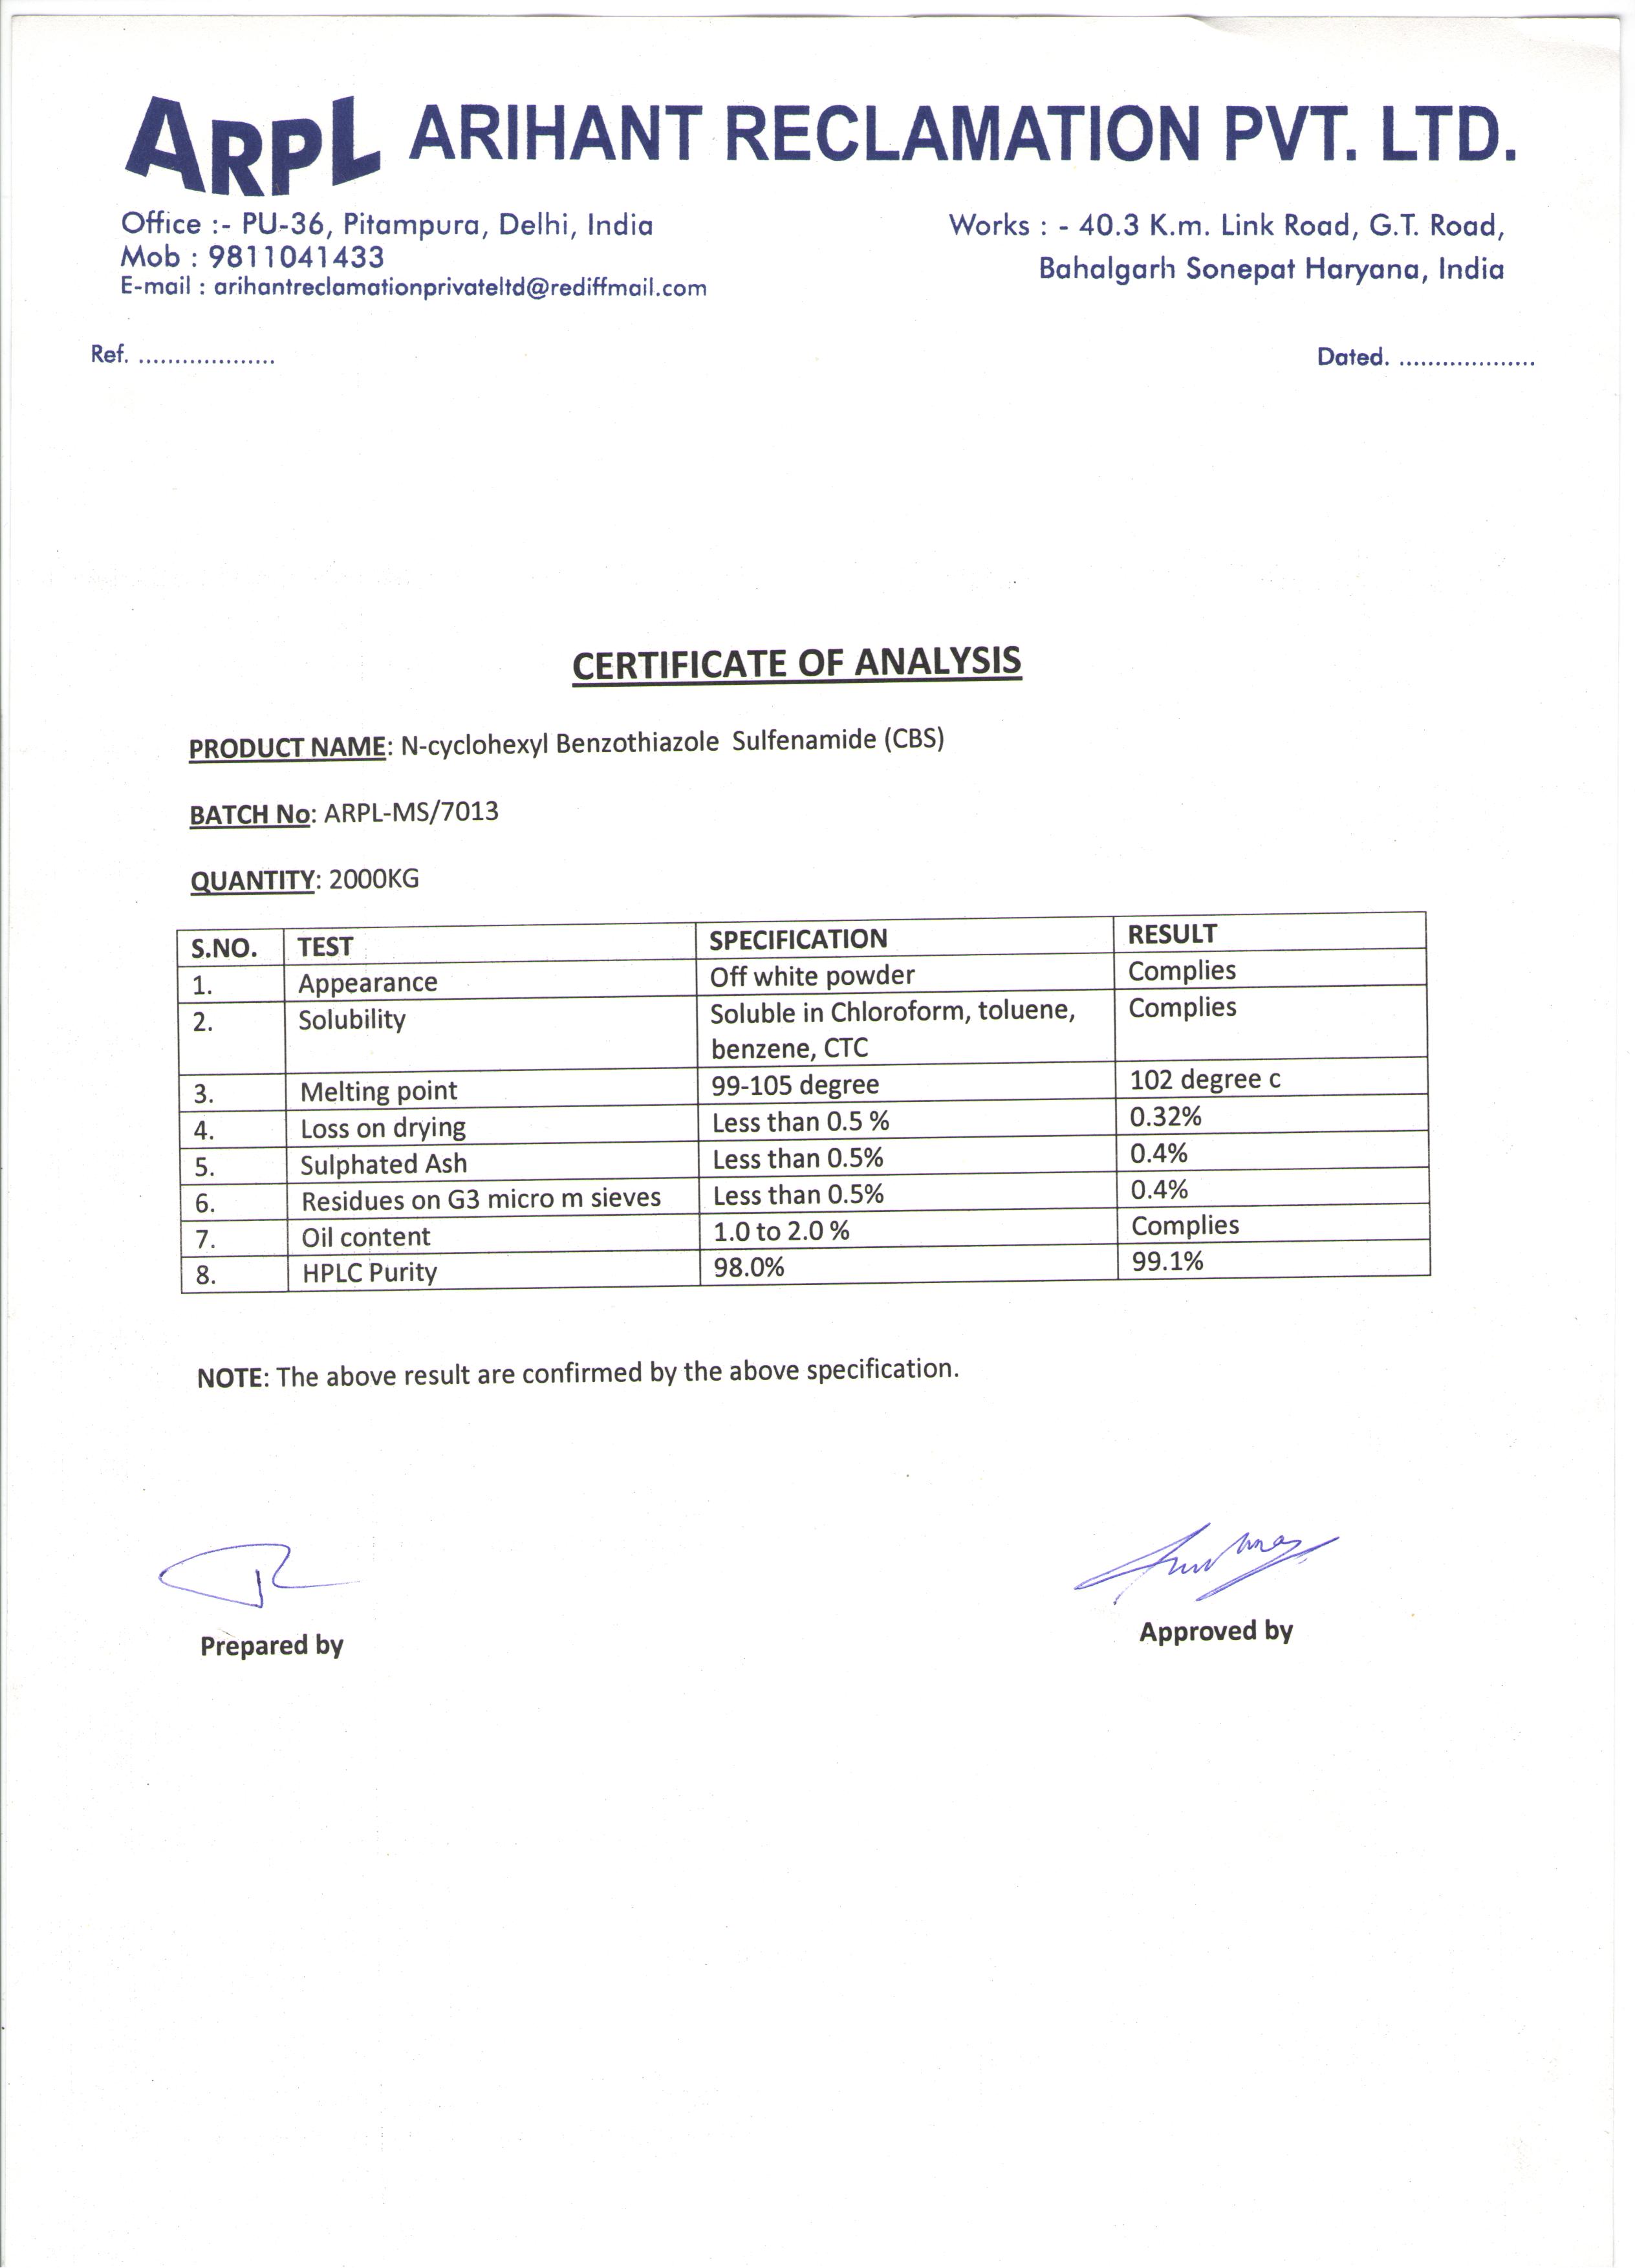 ARPL ARIHANT RECLAMATION PVT. LTD.
Office :- PU-36, Pitampura, Delhi, India
Mob : 9811041433
E-mail : arihantreclamationprivateltd@rediffmail.com
Works : - 40.3 K.m. Link Road, G.T. Road,
Bahalgarh Sonepat Haryana, India
Ref. ...................
Dated. ...................
CERTIFICATE OF ANALYSIS
PRODUCT NAME: N-cyclohexyl Benzothiazole Sulfenamide (CBS)
BATCH No: ARPL-MS/7013
QUANTITY: 2000KG
S.NO. TEST SPECIFICATION RESULT
1. Appearance Off white powder Complies
2. Solubility Soluble in Chloroform, toluene, Complies
benzene, CTC
3. Melting point 99-105 degree 102 degree c
4. Loss on drying Less than 0.5 % 0.32%
5. Sulphated Ash Less than 0.5% 0.4%
6. Residues on G3 micro m sieves Less than 0.5% 0.4%
7. Oil content 1.0 to 2.0 % Complies
8. HPLC Purity 98.0% 99.1%
NOTE: The above result are confirmed by the above specification.
Prepared by
Approved by